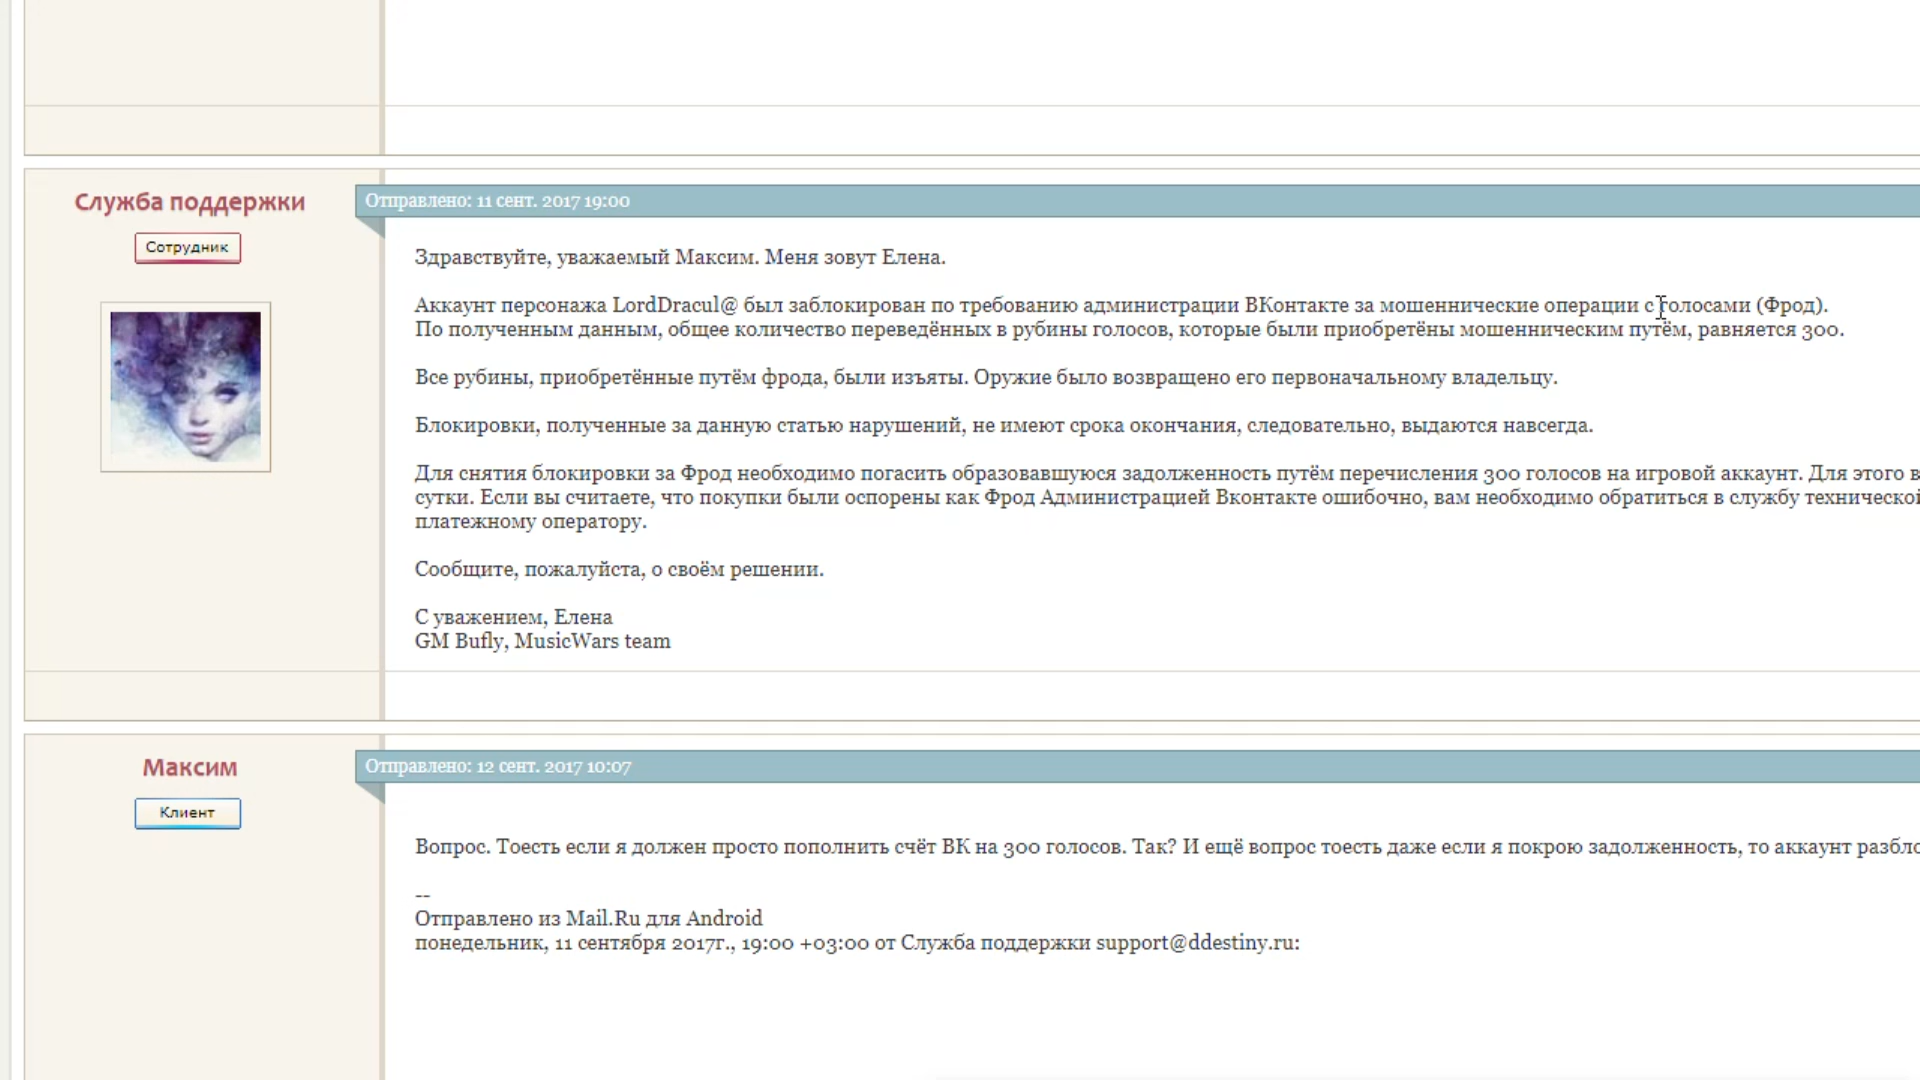 Служба поддержки
Сотрудник
Отправлено: 11 сент. 2017 19:00
Здравствуйте, уважаемый Максим. Меня зовут Елена.
Аккаунт персонажа LordDracul@ был заблокирован по требованию администрации ВКонтакте за мошеннические операции с голосами (Фрод).
По полученным данным, общее количество переведённых в рубины голосов, которые были приобретёны мошенническим путём, равняется 300.
Все рубины, приобретённые путём фрода, были изъяты. Оружие было возвращено его первоначальному владельцу.
Блокировки, полученные за данную статью нарушений, не имеют срока окончания, следовательно, выдаются навсегда.
Для снятия блокировки за Фрод необходимо погасить образовавшуюся задолженность путём перечисления 300 голосов на игровой аккаунт. Для этого в
сутки. Если вы считаете, что покупки были оспорены как Фрод Администрацией Вконтакте ошибочно, вам необходимо обратиться в службу технической
платежному оператору.
Сообщите, пожалуйста, о своём решении.
С уважением, Елена
GM Bufly, MusicWars team
Максим
Клиент
Отправлено: 12 сент. 2017 10:07
Вопрос. Тоесть если я должен просто пополнить счёт ВК на 300 голосов. Так? И ещё вопрос тоесть даже если я покрою задолженность, то аккаунт разбло
--
Отправлено из Mail.Ru для Android
понедельник, 11 сентября 2017г., 19:00 +03:00 от Служба поддержки support@ddestiny.ru: